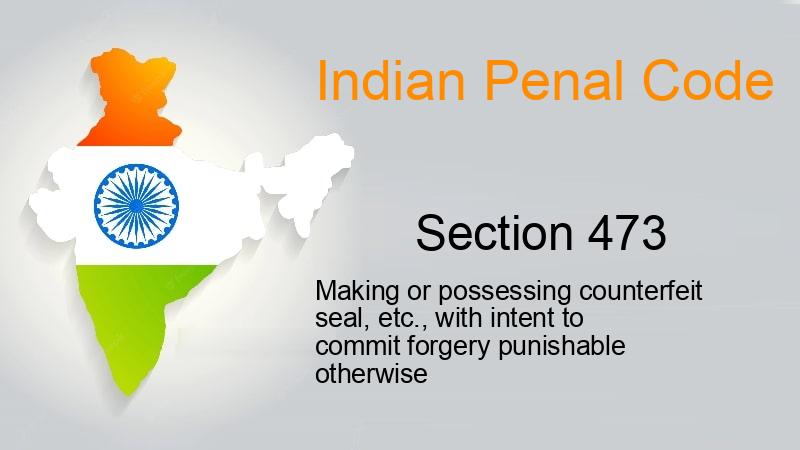 Indian Penal Code
Section 473
Making or possessing counterfeit
seal, etc., with intent to
commit forgery punishable
otherwise